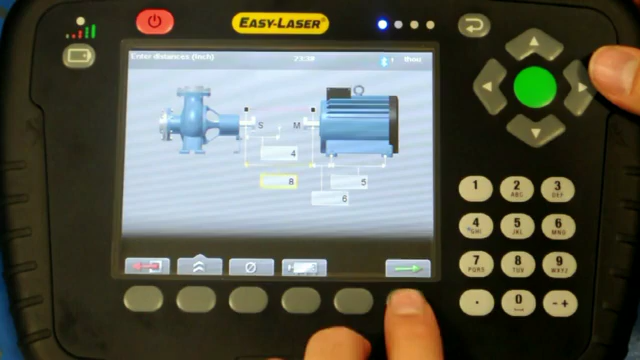 EASY-LASER®
Enter distances (Inch)
23:30
S
M
4
8
5
6
1
2 ABC
3 DEF
4 GHI
5 JKL
6 MNO
7 PQRS
8 TUV
9 WXYZ
.
0
-+